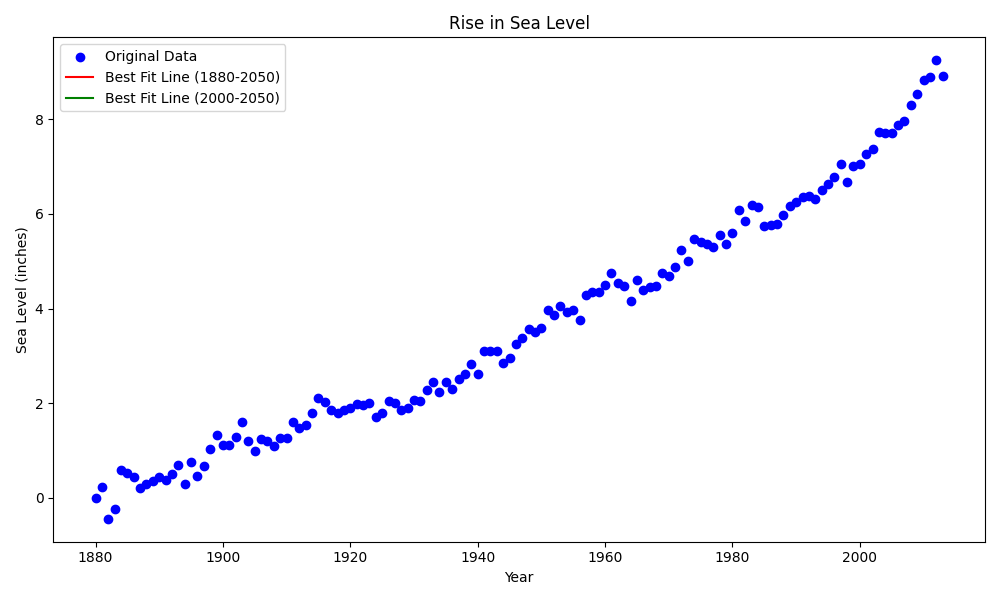 Rise in Sea Level
Original Data
Best Fit Line (1880-2050)
Best Fit Line (2000-2050)
Sea Level (inches)
8
6
4
2
0
1880 1900 1920 1940 1960 1980 2000
Year